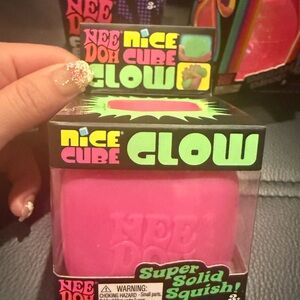 NEE
DOH
NICE
CUBE
GLOW
NICE
CUBE
GLOW
NEE
DOH
NEE
DOH
Super
Solid
Squish!
WARNING:
CHOKING HAZARD - Small parts.